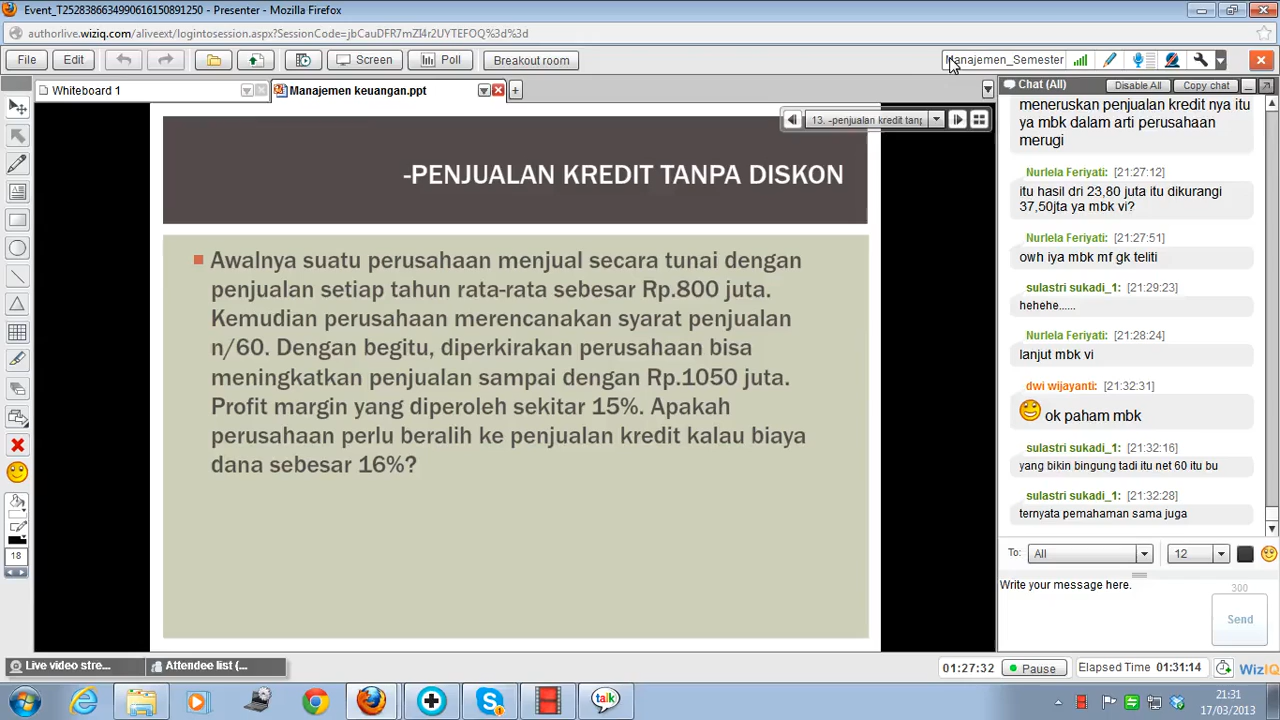 Event_T2528386634990616150891250 - Presenter - Mozilla Firefox
authorlive.wiziq.com/aliveext/logintosession.aspx?SessionCode=jbCauDFR7mZI4r2UYTEFOQ%3d%3d
File
Edit
Screen
Poll
Breakout room
Manajemen_Semester
Whiteboard 1
Manajemen keuangan.ppt
13. -penjualan kredit tanp
-PENJUALAN KREDIT TANPA DISKON
Awalnya suatu perusahaan menjual secara tunai dengan
penjualan setiap tahun rata-rata sebesar Rp.800 juta.
Kemudian perusahaan merencanakan syarat penjualan
n/60. Dengan begitu, diperkirakan perusahaan bisa
meningkatkan penjualan sampai dengan Rp.1050 juta.
Profit margin yang diperoleh sekitar 15%. Apakah
perusahaan perlu beralih ke penjualan kredit kalau biaya
dana sebesar 16%?
Chat (All)
Disable All
Copy chat
meneruskan penjualan kredit nya itu
ya mbk dalam arti perusahaan
merugi
Nurlela Feriyati: [21:27:12]
itu hasil dri 23,80 juta itu dikurangi
37,50jta ya mbk vi?
Nurlela Feriyati: [21:27:51]
owh iya mbk mf gk teliti
sulastri sukadi_1: [21:29:23]
hehehe......
Nurlela Feriyati: [21:28:24]
lanjut mbk vi
dwi wijayanti: [21:32:31]
ok paham mbk
sulastri sukadi_1: [21:32:16]
yang bikin bingung tadi itu net 60 itu bu
sulastri sukadi_1: [21:32:28]
ternyata pemahaman sama juga
To:
All
12
Write your message here.
300
Send
18
Live video stre...
Attendee list (...
01:27:32
Pause
Elapsed Time 01:31:14
WizIQ
talk
21:31
17/03/2013